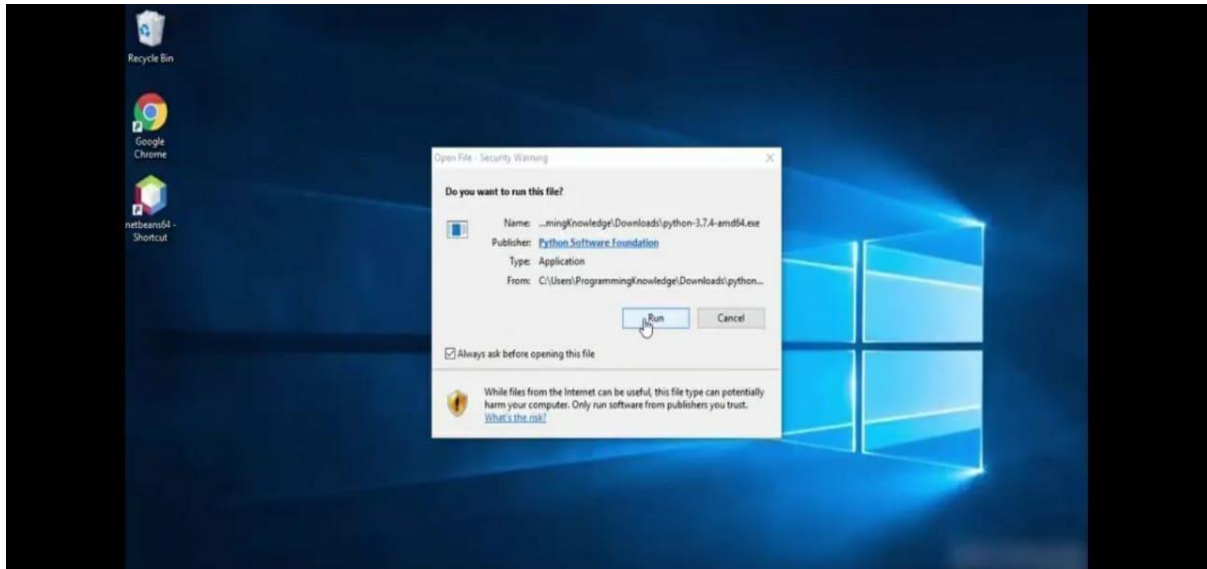 Recycle Bin
Google
Chrome
netbeans64 -
Shortcut
Open File - Security Warning
Do you want to run this file?
Name: ...mingKnowledge\Downloads\python-3.7.4-amd64.exe
Publisher: Python Software Foundation
Type: Application
From: C:\Users\ProgrammingKnowledge\Downloads\python...
Run Cancel
Always ask before opening this file
While files from the Internet can be useful, this file type can potentially
harm your computer. Only run software from publishers you trust.
What's the risk?